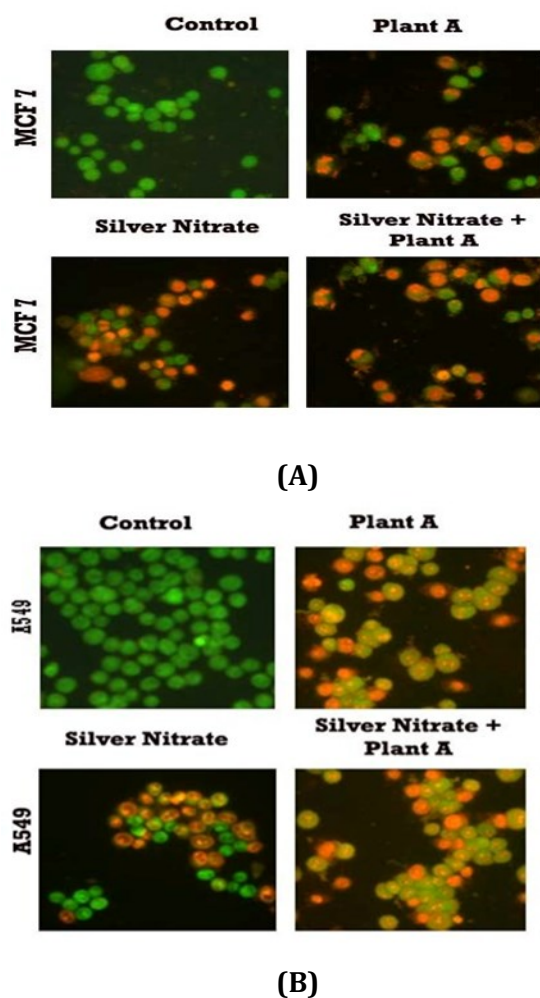 Control
Plant A
MCF 7
Silver Nitrate
Silver Nitrate +
Plant A
MCF 7
(A)
Control
Plant A
A549
Silver Nitrate
Silver Nitrate +
Plant A
A549
(B)